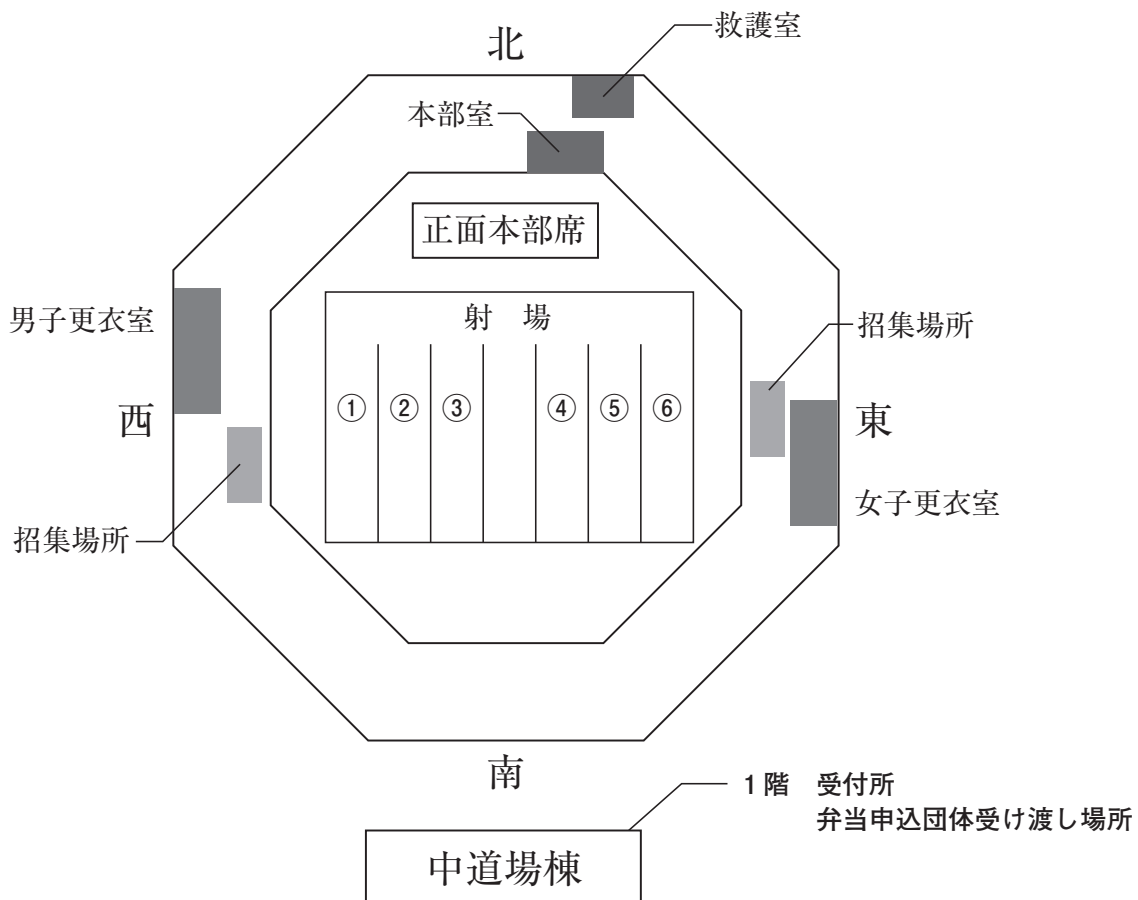 救護室
北
本部室
正面本部席
男子更衣室
射 場
招集場所
① ② ③ ④ ⑤ ⑥
西
東
女子更衣室
招集場所
南
1階 受付所
弁当申込団体受け渡し場所
中道場棟